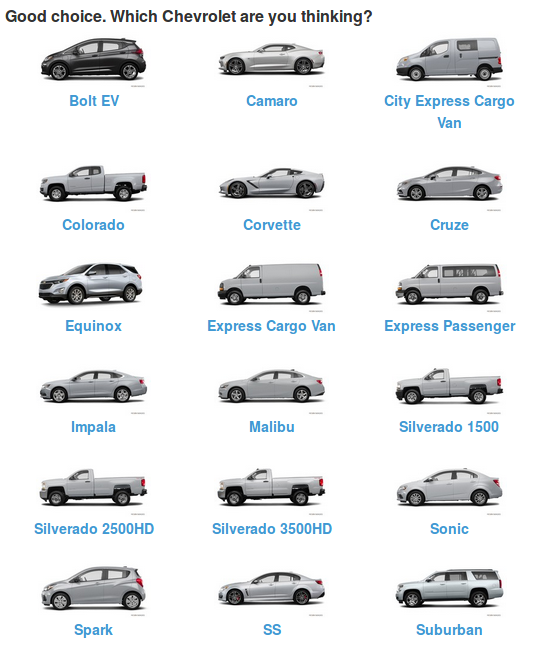 Good choice. Which Chevrolet are you thinking?
Bolt EV
Camaro
City Express Cargo
Van
Colorado
Corvette
Cruze
Equinox
Express Cargo Van
Express Passenger
Impala
Malibu
Silverado 1500
Silverado 2500HD
Silverado 3500HD
Sonic
Spark
SS
Suburban